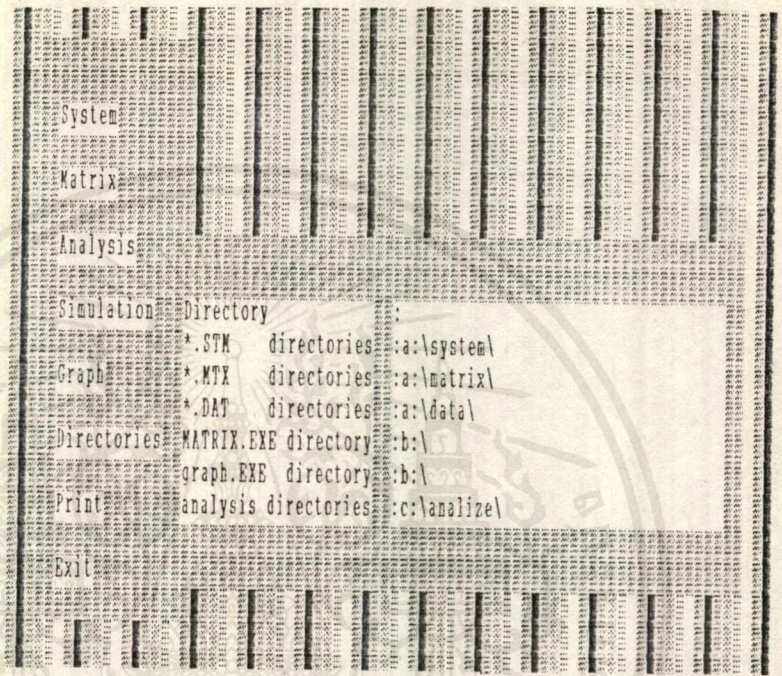 System
Matrix
Analysis
Simulation Directory :
*.STM directories :a:\system\
Graph *.MTX directories :a:\matrix\
*.DAT directories :a:\data\
Directories MATRIX.EXE directory :b:\
graph.EXE directory :b:\
Print analysis directories :c:\analize\
Exit